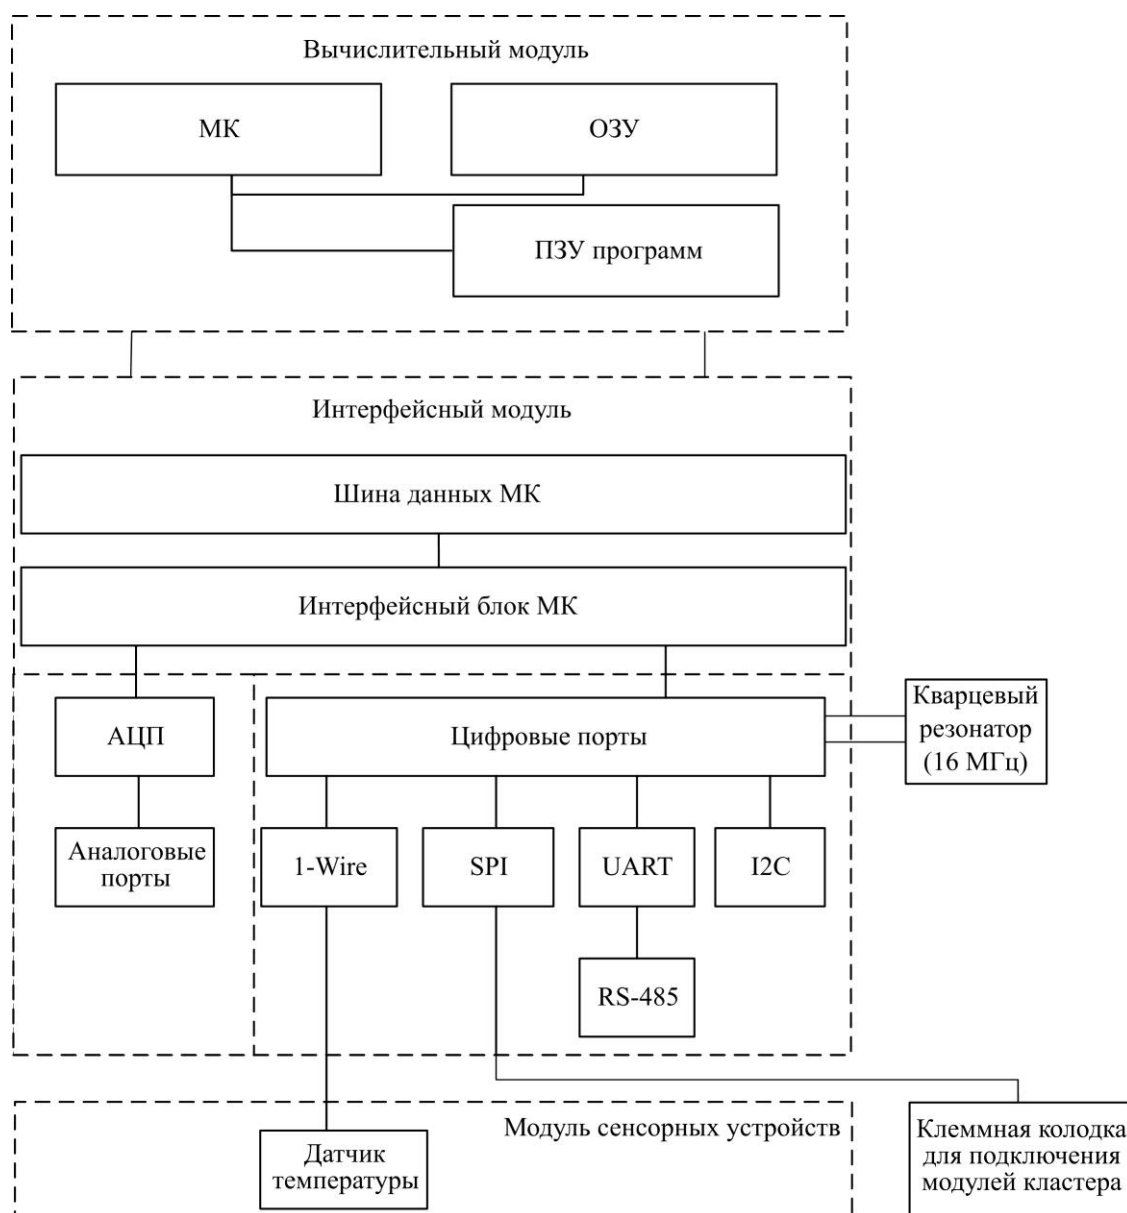 Вычислительный модуль
МК
ОЗУ
ПЗУ программ
Интерфейсный модуль
Шина данных МК
Интерфейсный блок МК
АЦП
Цифровые порты
Кварцевый
резонатор
(16 МГц)
Аналоговые
порты
1-Wire
SPI
UART
I2C
RS-485
Модуль сенсорных устройств
Датчик
температуры
Клеммная колодка
для подключения
модулей кластера